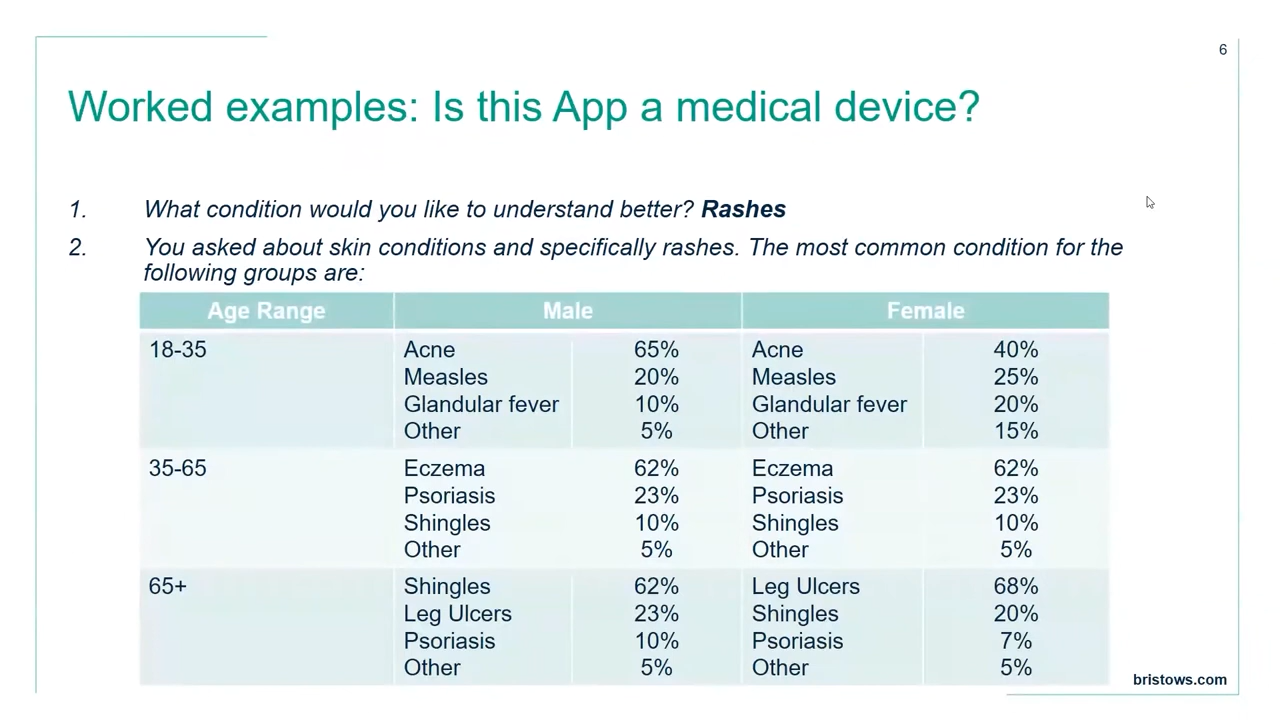 6
Worked examples: Is this App a medical device?
1. What condition would you like to understand better? Rashes
2. You asked about skin conditions and specifically rashes. The most common condition for the
following groups are:
Age Range Male Female
18-35 Acne 65% Acne 40%
Measles 20% Measles 25%
Glandular fever 10% Glandular fever 20%
Other 5% Other 15%
35-65 Eczema 62% Eczema 62%
Psoriasis 23% Psoriasis 23%
Shingles 10% Shingles 10%
Other 5% Other 5%
65+ Shingles 62% Leg Ulcers 68%
Leg Ulcers 23% Shingles 20%
Psoriasis 10% Psoriasis 7%
Other 5% Other 5%
bristows.com